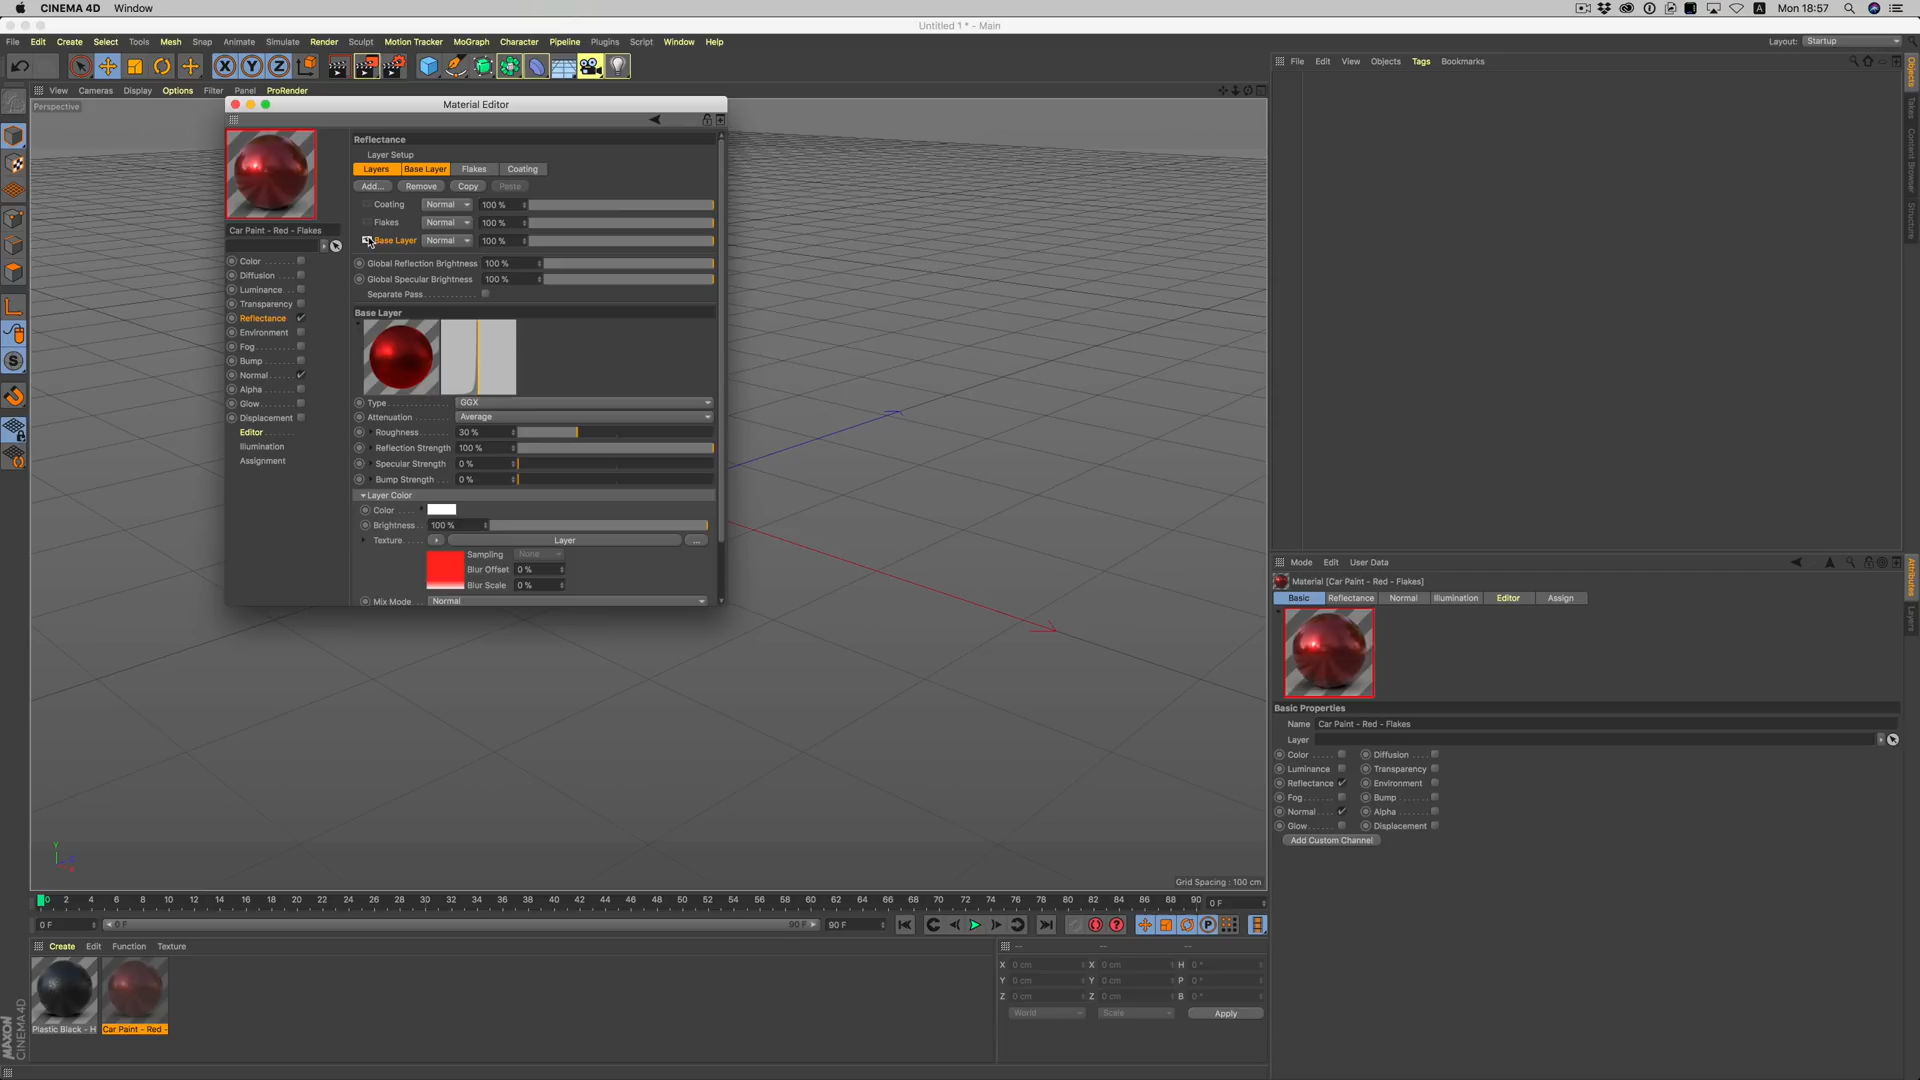 CINEMA 4D Window Mon 18:57
Untitled 1 * - Main
File Edit Create Select Tools Mesh Snap Animate Simulate Render Sculpt Motion Tracker MoGraph Character Pipeline Plugins Script Window Help Layout: Startup
View Cameras Display Options Filter Panel ProRender
Perspective
Material Editor
Reflectance
Layer Setup
Layers Base Layer Flakes Coating
Add... Remove Copy Paste
Coating Normal 100 %
Flakes Normal 100 %
Base Layer Normal 100 %
Global Reflection Brightness 100 %
Global Specular Brightness 100 %
Separate Pass
Base Layer
Type GGX
Attenuation Average
Roughness 30 %
Reflection Strength 100 %
Specular Strength 0 %
Bump Strength 0 %
Layer Color
Color
Brightness 100 %
Texture Layer ...
Sampling None
Blur Offset 0 %
Blur Scale 0 %
Mix Mode Normal
Car Paint - Red - Flakes
Color
Diffusion
Luminance
Transparency
Reflectance
Environment
Fog
Bump
Normal
Alpha
Glow
Displacement
Editor
Illumination
Assignment
Y
Grid Spacing : 100 cm
0 2 4 6 8 10 12 14 16 18 20 22 24 26 28 30 32 34 36 38 40 42 44 46 48 50 52 54 56 58 60 62 64 66 68 70 72 74 76 78 80 82 84 86 88 90 0 F
0 F 0 F 90 F 90 F
Create Edit Function Texture
Plastic Black - H Car Paint - Red -
MAXON CINEMA 4D
-- -- --
X 0 cm X 0 cm H 0 °
Y 0 cm Y 0 cm P 0 °
Z 0 cm Z 0 cm B 0 °
World Scale Apply
File Edit View Objects Tags Bookmarks
Objects
Takes
Content Browser
Structure
Mode Edit User Data
Attributes
Layers
Material [Car Paint - Red - Flakes]
Basic Reflectance Normal Illumination Editor Assign
Basic Properties
Name Car Paint - Red - Flakes
Layer
Color Diffusion
Luminance Transparency
Reflectance Environment
Fog Bump
Normal Alpha
Glow Displacement
Add Custom Channel